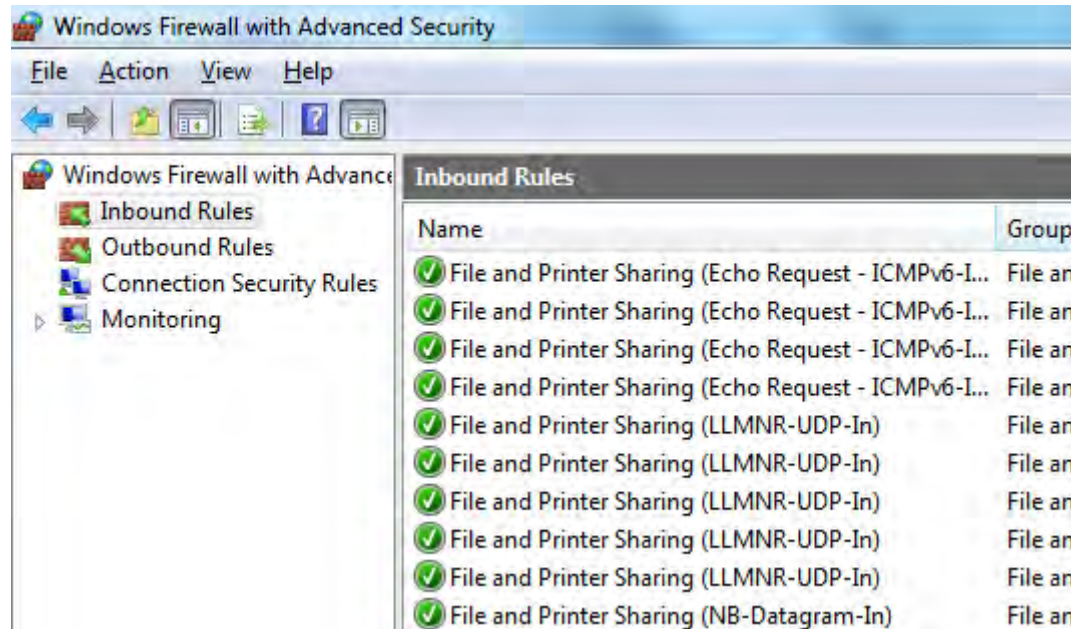 Windows Firewall with Advanced Security
File Action View Help
Windows Firewall with Advance
Inbound Rules
Outbound Rules
Connection Security Rules
Monitoring
Inbound Rules
Name Group
File and Printer Sharing (Echo Request - ICMPv6-I... File an
File and Printer Sharing (Echo Request - ICMPv6-I... File an
File and Printer Sharing (Echo Request - ICMPv6-I... File an
File and Printer Sharing (Echo Request - ICMPv6-I... File an
File and Printer Sharing (LLMNR-UDP-In) File an
File and Printer Sharing (LLMNR-UDP-In) File an
File and Printer Sharing (LLMNR-UDP-In) File an
File and Printer Sharing (LLMNR-UDP-In) File an
File and Printer Sharing (LLMNR-UDP-In) File an
File and Printer Sharing (NB-Datagram-In) File an